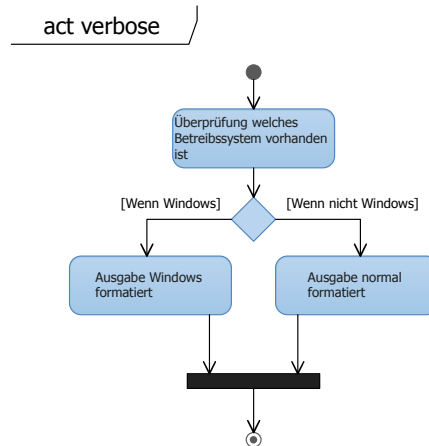 act verbose
Überprüfung welches
Betreibssystem vorhanden
ist
[Wenn Windows]
[Wenn nicht Windows]
Ausgabe Windows
formatiert
Ausgabe normal
formatiert